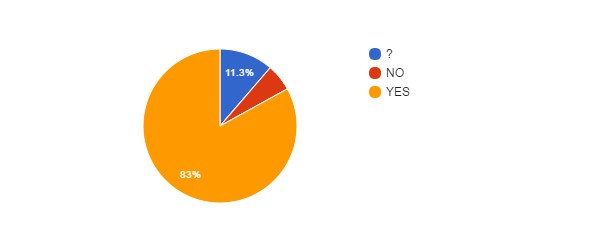 ?
11.3%
NO
YES
83%